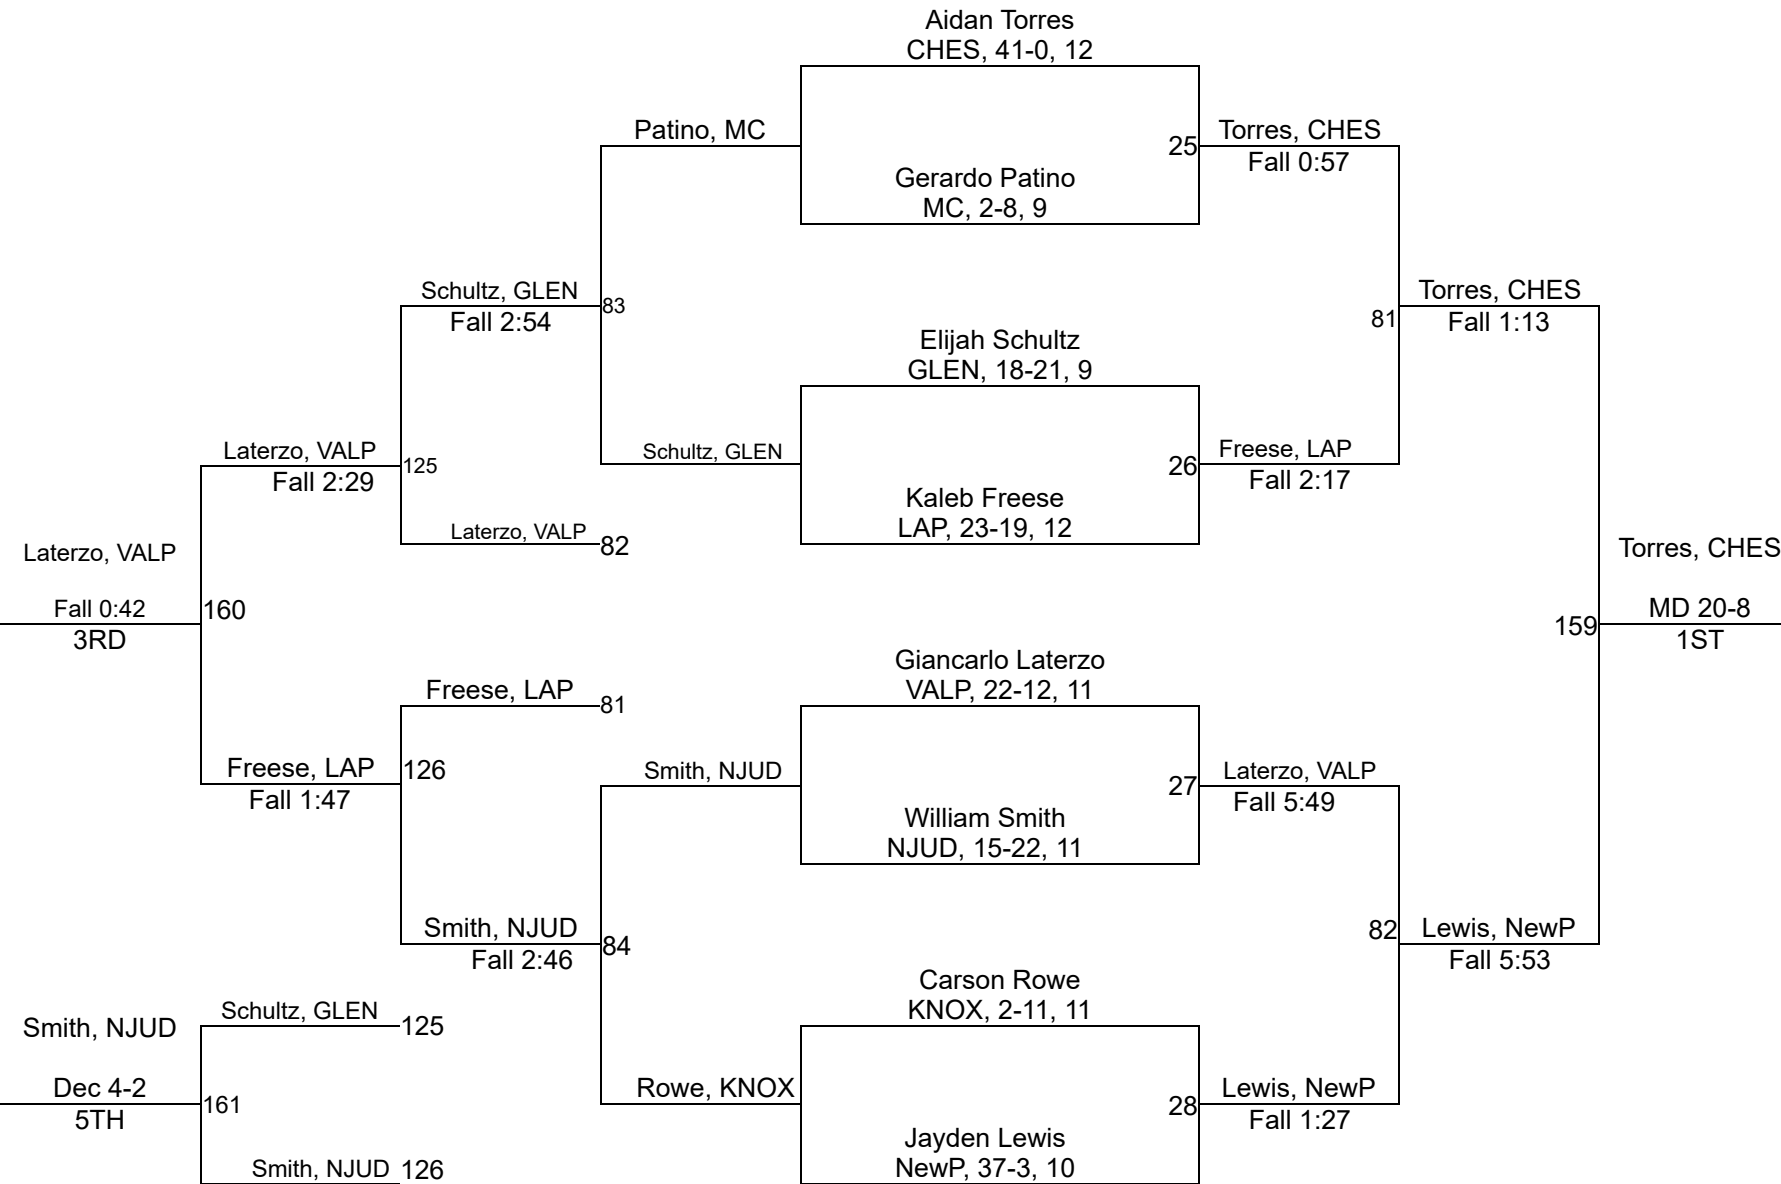 Aidan Torres
CHES, 41-0, 12
Patino, MC
25
Torres, CHES
Fall 0:57
Gerardo Patino
MC, 2-8, 9
Schultz, GLEN
Fall 2:54
83
Torres, CHES
81
Fall 1:13
Elijah Schultz
GLEN, 18-21, 9
Laterzo, VALP
125
Fall 2:29
Schultz, GLEN
26
Freese, LAP
Fall 2:17
Kaleb Freese
LAP, 23-19, 12
Laterzo, VALP
82
Laterzo, VALP
Fall 0:42
160
3RD
Torres, CHES
159
MD 20-8
1ST
Giancarlo Laterzo
VALP, 22-12, 11
Freese, LAP
81
Freese, LAP
126
Fall 1:47
Smith, NJUD
27
Laterzo, VALP
Fall 5:49
William Smith
NJUD, 15-22, 11
Smith, NJUD
84
Fall 2:46
82
Lewis, NewP
Fall 5:53
Carson Rowe
KNOX, 2-11, 11
Schultz, GLEN
125
Smith, NJUD
Dec 4-2
161
5TH
Rowe, KNOX
28
Lewis, NewP
Fall 1:27
Jayden Lewis
NewP, 37-3, 10
Smith, NJUD
126